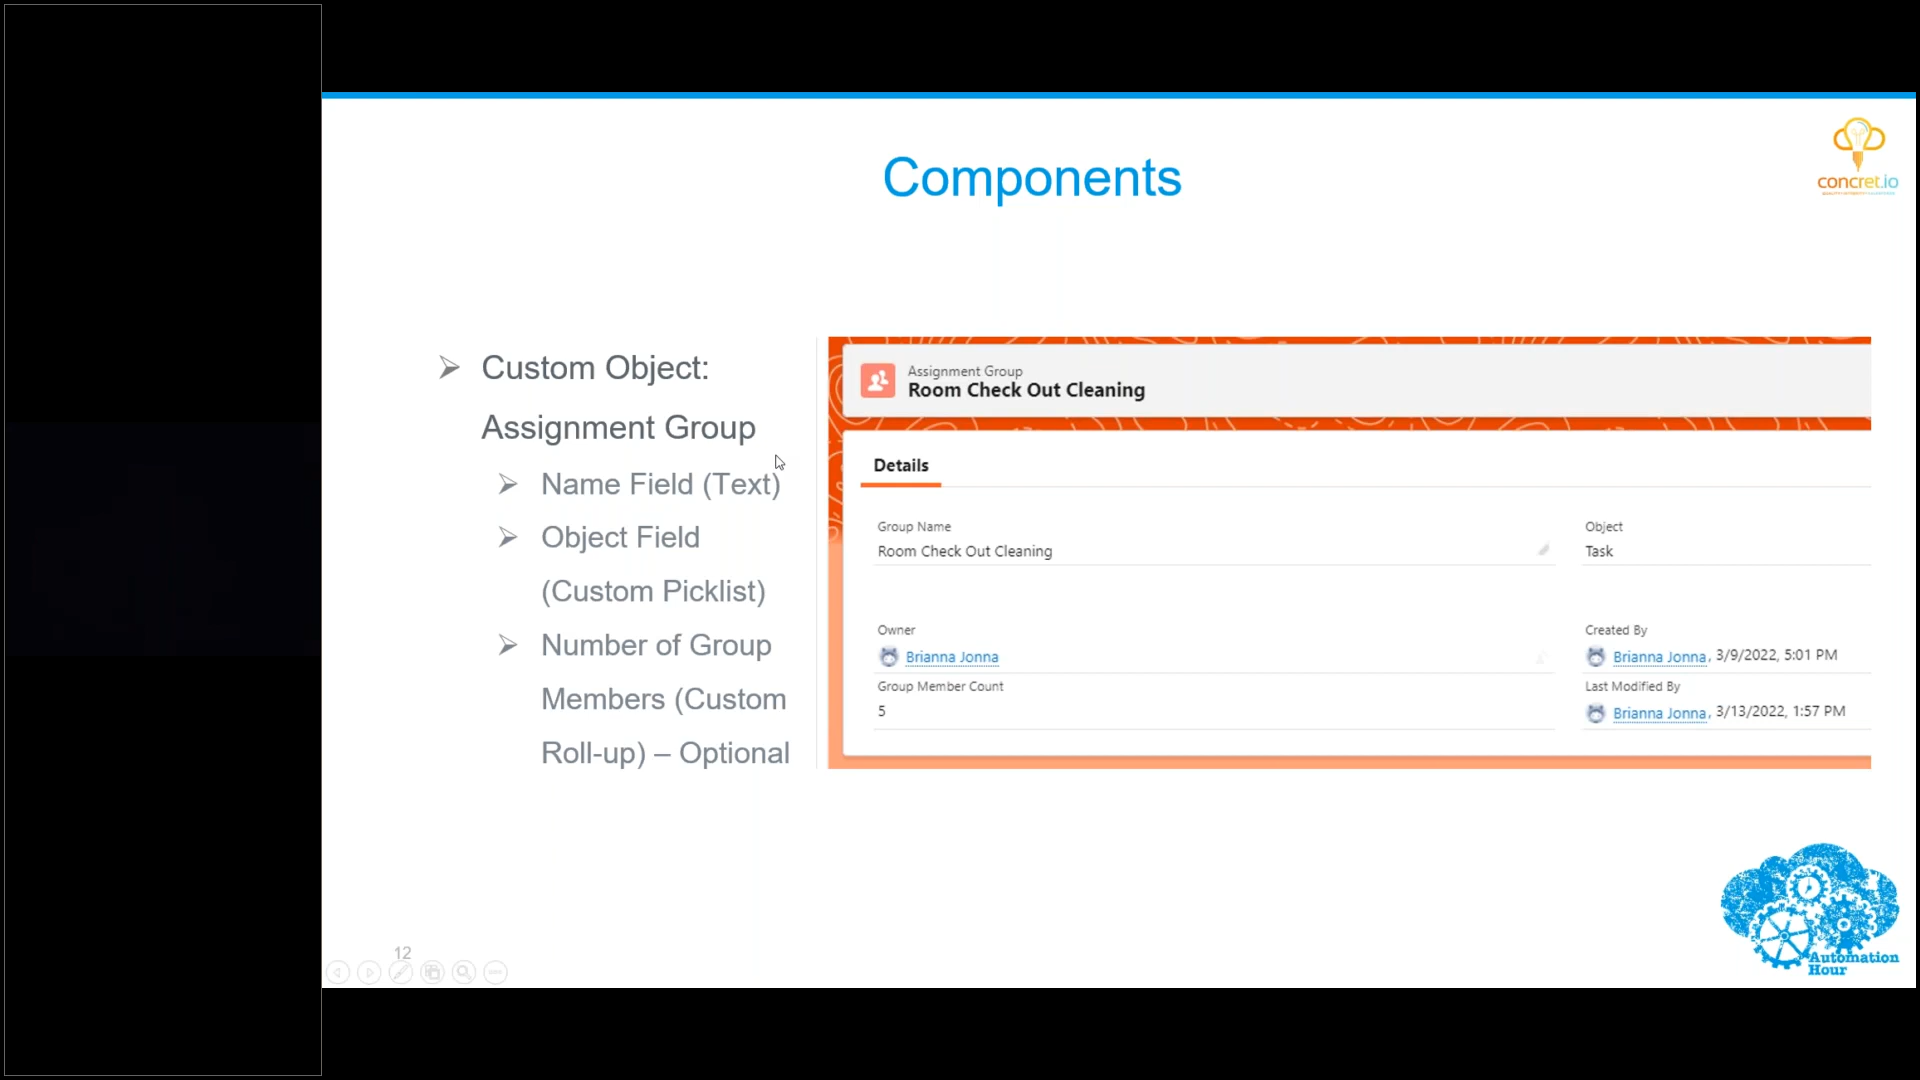 Components
concret.io
Custom Object:
Assignment Group
Name Field (Text)
Object Field
(Custom Picklist)
Number of Group
Members (Custom
Roll-up) – Optional
Assignment Group
Room Check Out Cleaning
Details
Group Name
Room Check Out Cleaning
Object
Task
Owner
Brianna Jonna
Created By
Brianna Jonna, 3/9/2022, 5:01 PM
Group Member Count
5
Last Modified By
Brianna Jonna, 3/13/2022, 1:57 PM
Automation
Hour
12